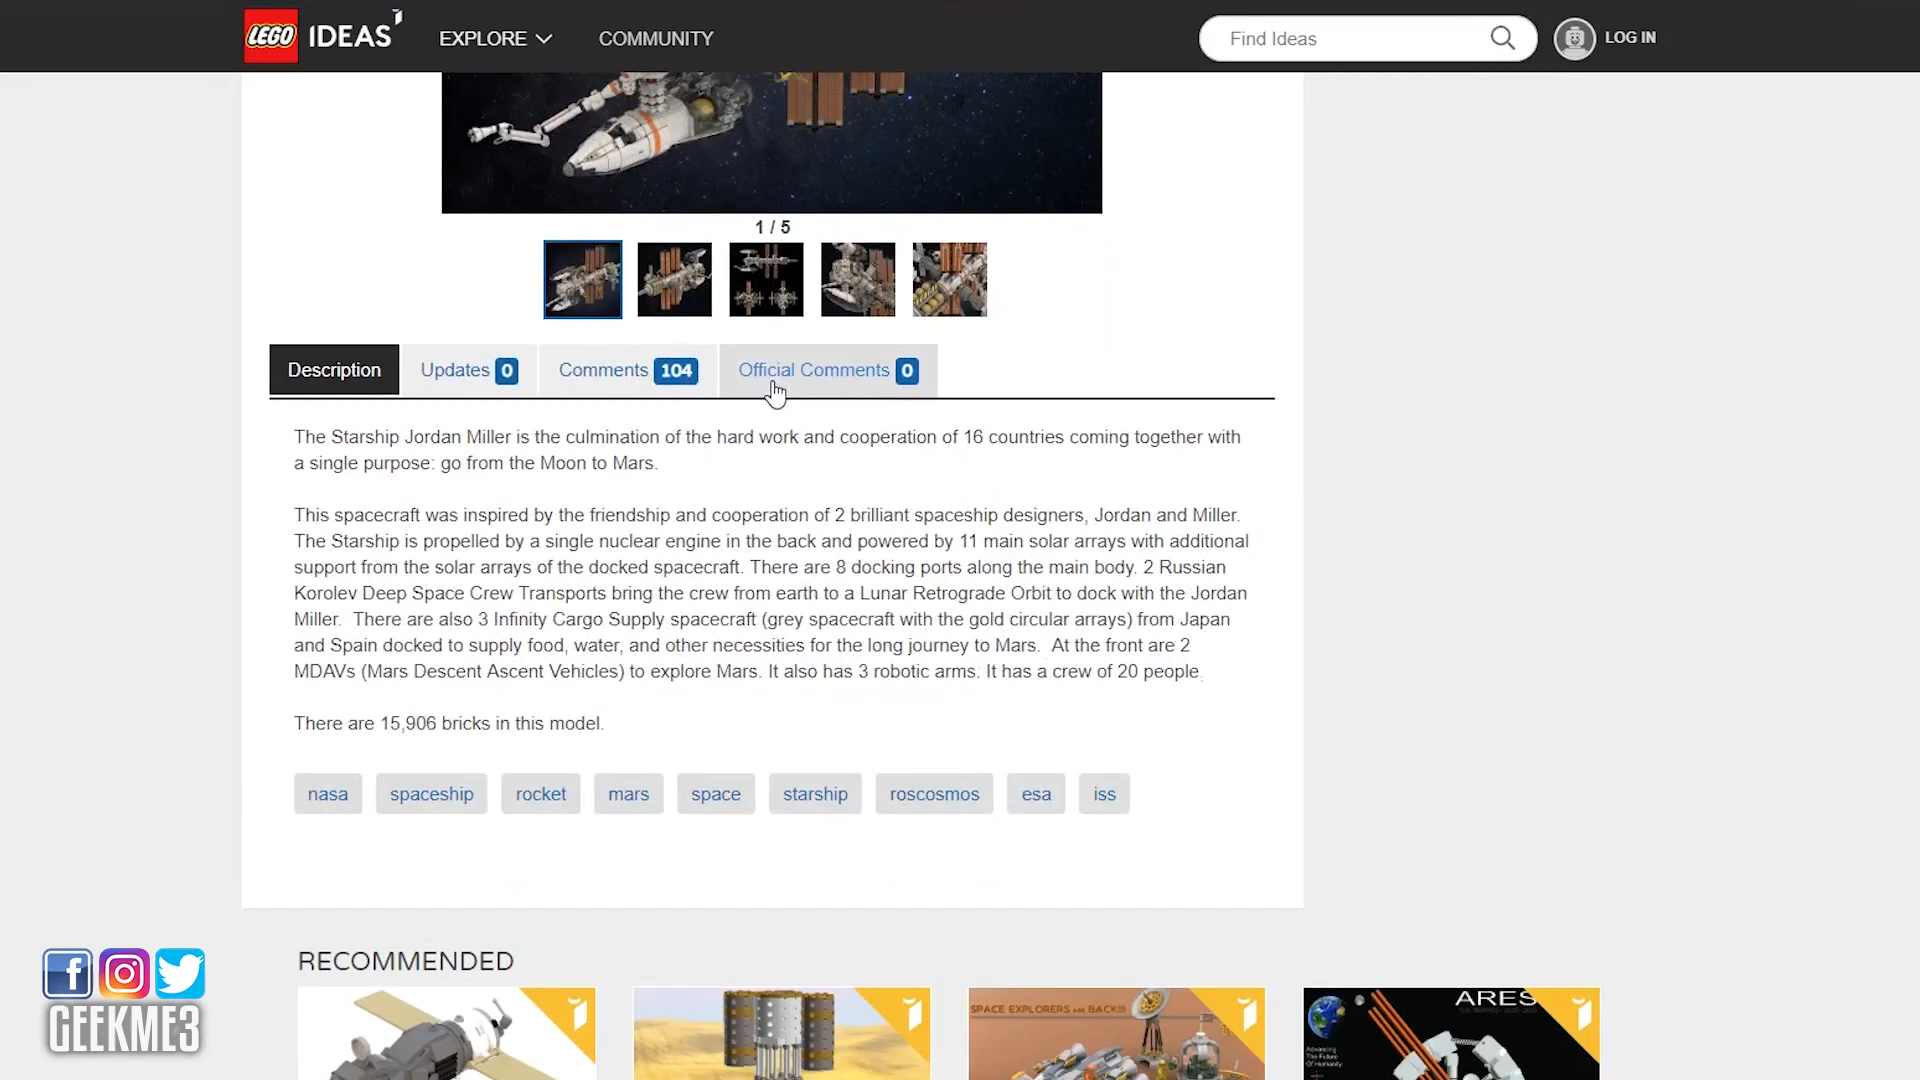 LEGO IDEAS EXPLORE COMMUNITY Find Ideas LOG IN
1 / 5
Description Updates 0 Comments 104 Official Comments 0
The Starship Jordan Miller is the culmination of the hard work and cooperation of 16 countries coming together with
a single purpose: go from the Moon to Mars.
This spacecraft was inspired by the friendship and cooperation of 2 brilliant spaceship designers, Jordan and Miller.
The Starship is propelled by a single nuclear engine in the back and powered by 11 main solar arrays with additional
support from the solar arrays of the docked spacecraft. There are 8 docking ports along the main body. 2 Russian
Korolev Deep Space Crew Transports bring the crew from earth to a Lunar Retrograde Orbit to dock with the Jordan
Miller.  There are also 3 Infinity Cargo Supply spacecraft (grey spacecraft with the gold circular arrays) from Japan
and Spain docked to supply food, water, and other necessities for the long journey to Mars.  At the front are 2
MDAVs (Mars Descent Ascent Vehicles) to explore Mars. It also has 3 robotic arms. It has a crew of 20 people.
There are 15,906 bricks in this model.
nasa spaceship rocket mars space starship roscosmos esa iss
RECOMMENDED
GEEKME3
SPACE EXPLORERS ARE BACK!!!
ARES
Advancing
The Future
Of Humanity